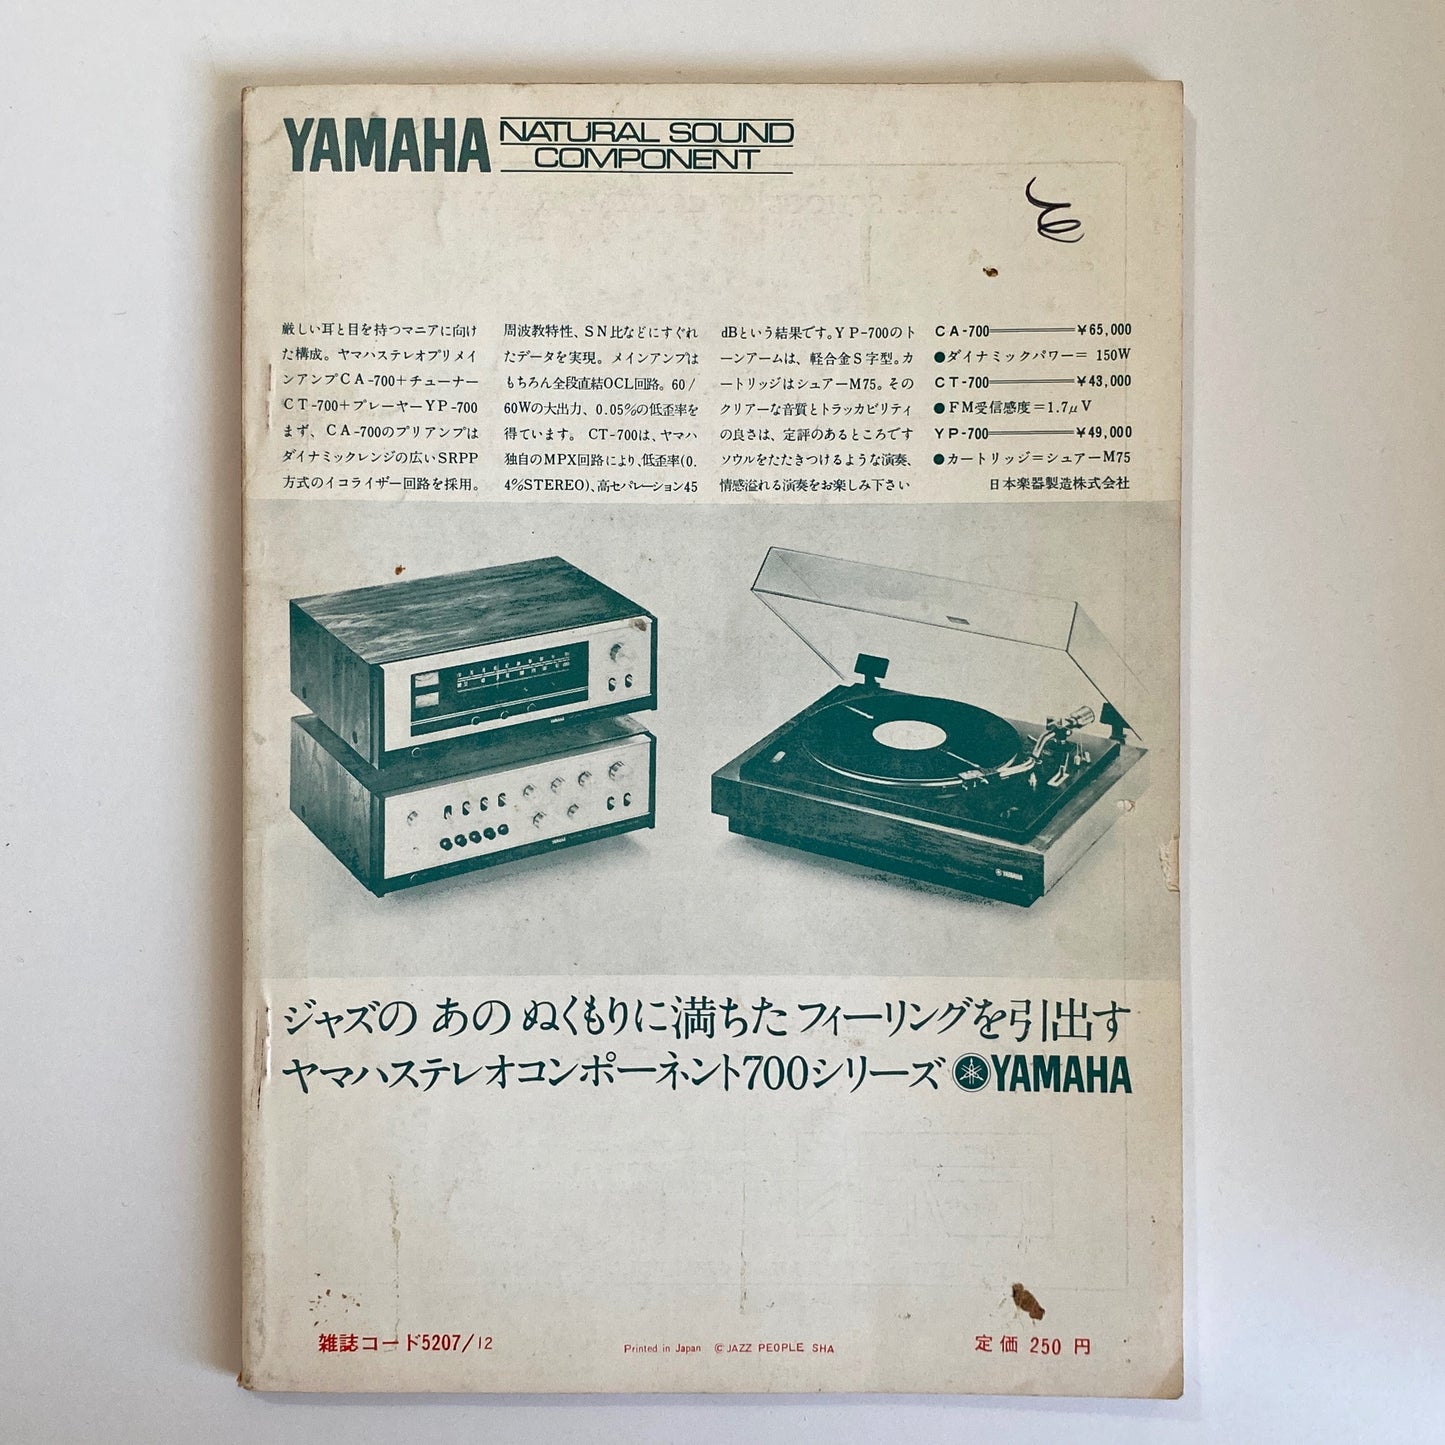 YAMAHA NATURAL SOUND
COMPONENT
厳しい耳と目を持つマニアに向け
た構成。ヤマハステレオプリメイ
ンアンプCA-700+チューナー
CT-700+プレーヤーYP-700
まず、CA-700のプリアンプは
ダイナミックレンジの広いSRPP
方式のイコライザー回路を採用。
周波数特性、SN比などにすぐれ
たデータを実現。メインアンプは
もちろん全段直結OCL回路。60/
60Wの大出力、0.05%の低歪率を
得ています。CT-700は、ヤマハ
独自のMPX回路により、低歪率(0.
4%STEREO)、高セパレーション45
dBという結果です。YP-700のト
ーンアームは、軽合金S字型。カ
ートリッジはシュアーM75。その
クリアーな音質とトラッカビリティ
の良さは、定評のあるところです
ソウルをたたきつけるような演奏、
情感溢れる演奏をお楽しみ下さい
CA-700 ¥65,000
●ダイナミックパワー= 150W
CT-700 ¥43,000
●FM受信感度=1.7μV
YP-700 ¥49,000
●カートリッジ=シュアーM75
日本楽器製造株式会社
YAMAHA
YAMAHA
YAMAHA
ジャズの あの ぬくもりに満ちた フィーリングを引出す
ヤマハステレオコンポーネント700シリーズ YAMAHA
雑誌コード5207/12
Printed in Japan ©JAZZ PEOPLE SHA
定価 250 円